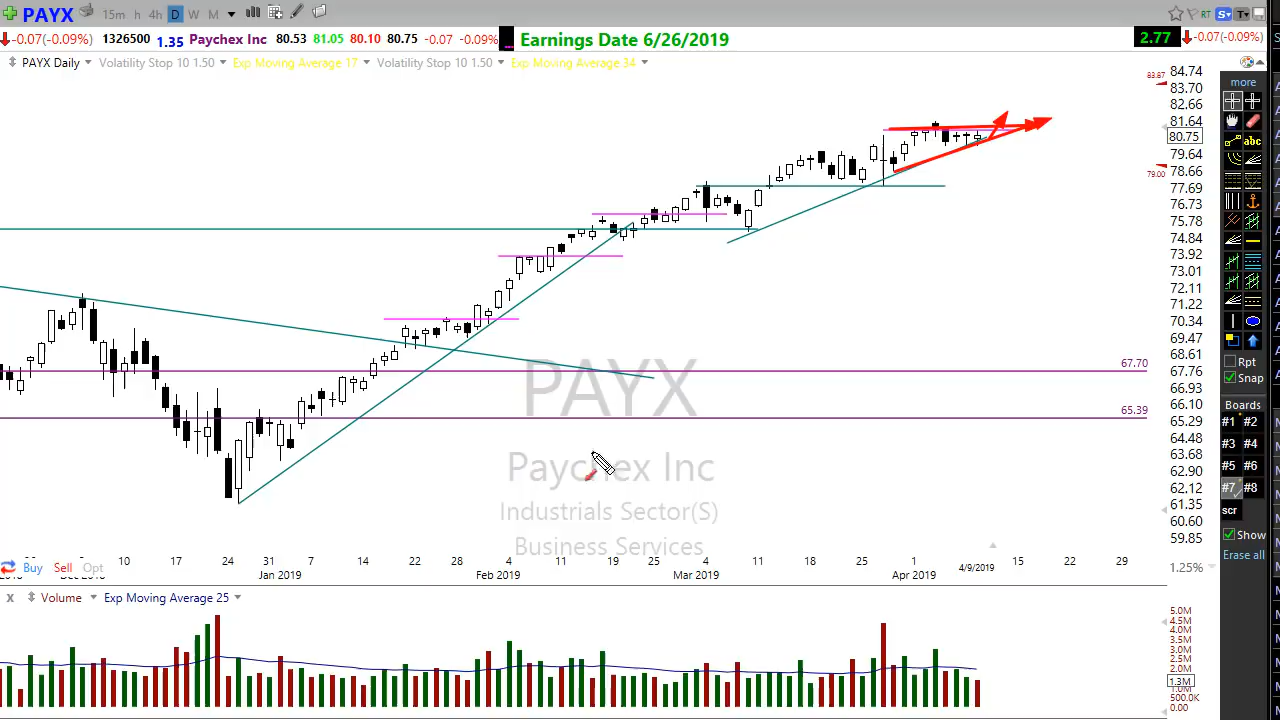 PAYX 15m h 4h D W M RT S T
-0.07(-0.09%) 1326500 1.35 Paychex Inc 80.53 81.05 80.10 80.75 -0.07 -0.09% Earnings Date 6/26/2019 2.77 -0.07(-0.09%)
PAYX Daily Volatility Stop 10 1.50 Exp Moving Average 17 Volatility Stop 10 1.50 Exp Moving Average 34
83.87
79.00
84.74
83.70
82.66
81.64
80.75
79.64
78.66
77.69
76.73
75.78
74.84
73.92
73.01
72.11
71.22
70.34
69.47
68.61
67.76
66.93
66.10
65.29
64.48
63.68
62.90
62.12
61.35
60.60
59.85
67.70
65.39
PAYX
Paychex Inc
Industrials Sector(S)
Business Services
more
abc
Rpt
Snap
Boards
#1 #2
#3 #4
#5 #6
#7 #8
scr
Show
Erase all
10 17 24 31 7 14 22 28 4 11 19 25 4 11 18 25 1 15 22 29
Jan 2019 Feb 2019 Mar 2019 Apr 2019 4/9/2019
Buy Sell Opt
1.25%
X Volume Exp Moving Average 25
5.0M
4.5M
4.0M
3.5M
3.0M
2.5M
2.0M
1.3M
1.0M
500.0K
0.00